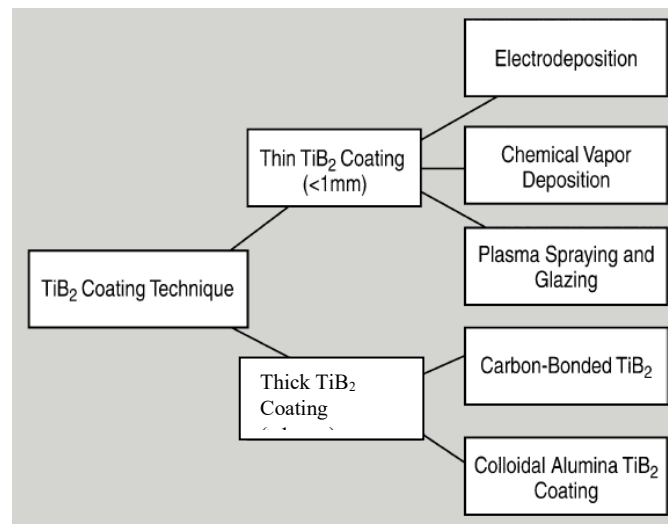 Electrodeposition
Thin TiB₂ Coating
(<1mm)
Chemical Vapor
Deposition
Plasma Spraying and
Glazing
TiB₂ Coating Technique
Thick TiB₂
Coating
Carbon-Bonded TiB₂
Colloidal Alumina TiB₂
Coating